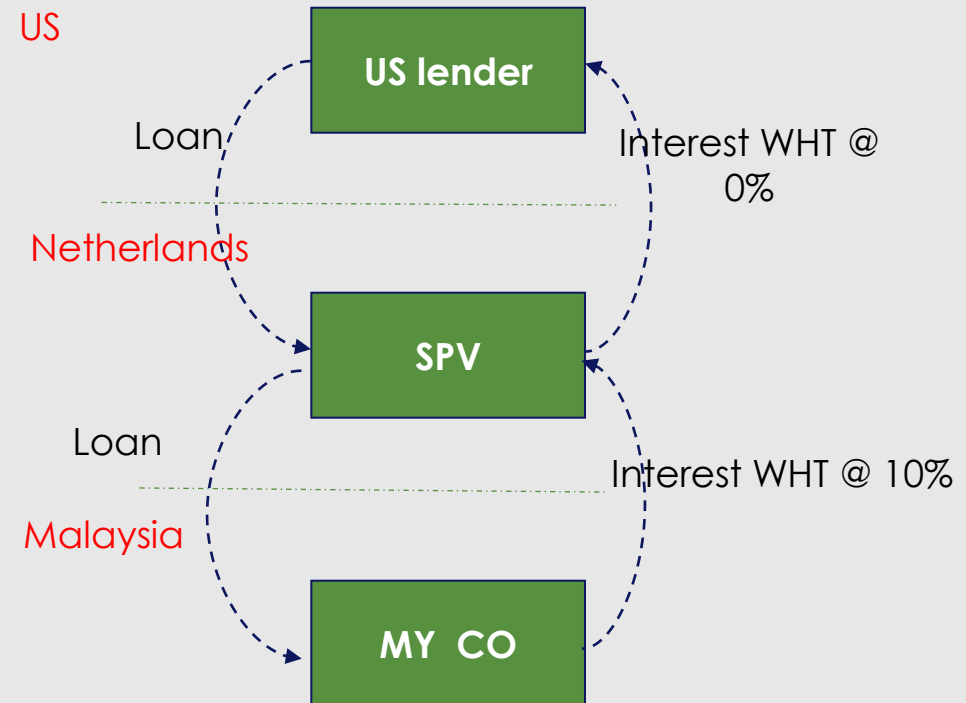 US
US lender
Loan
Interest WHT @
0%
Netherlands
SPV
Loan
Interest WHT @ 10%
Malaysia
MY CO